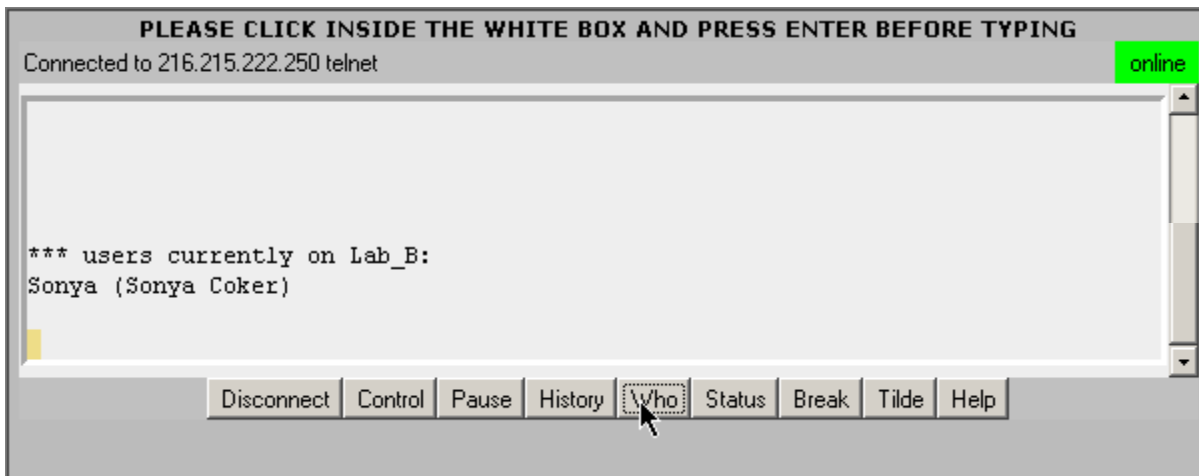 PLEASE CLICK INSIDE THE WHITE BOX AND PRESS ENTER BEFORE TYPING
Connected to 216.215.222.250 telnet online
*** users currently on Lab_B:
Sonya (Sonya Coker)
Disconnect Control Pause History Who Status Break Tilde Help